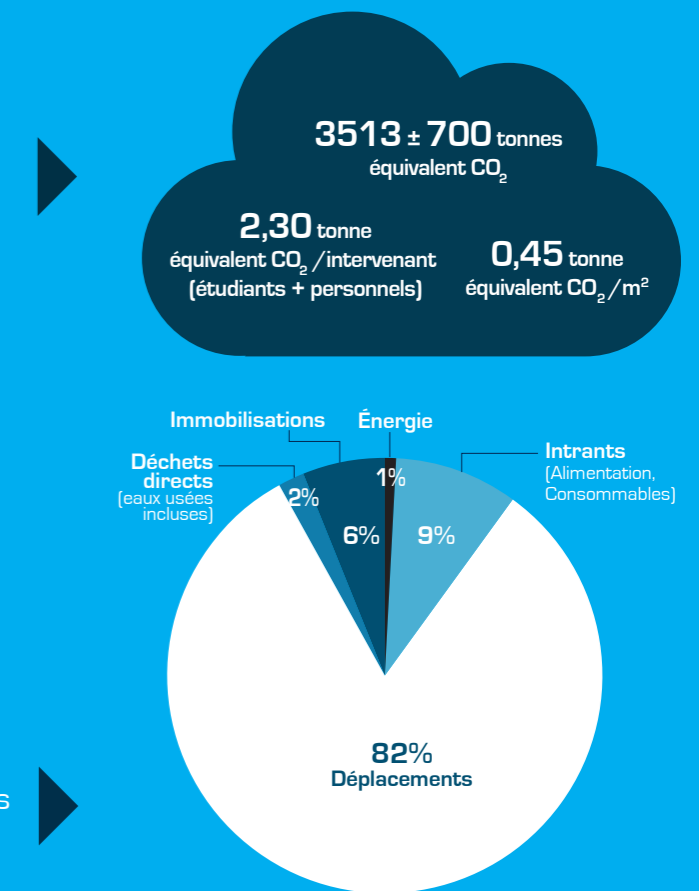 3513 ± 700 tonnes
équivalent CO₂
2,30 tonne
équivalent CO₂/intervenant
(étudiants + personnels)
0,45 tonne
équivalent CO₂/m²
Immobilisations
Énergie
Déchets
directs
(eaux usées
incluses)
Intrants
(Alimentation,
Consommables)
2%
6%
1%
9%
82%
Déplacements
S